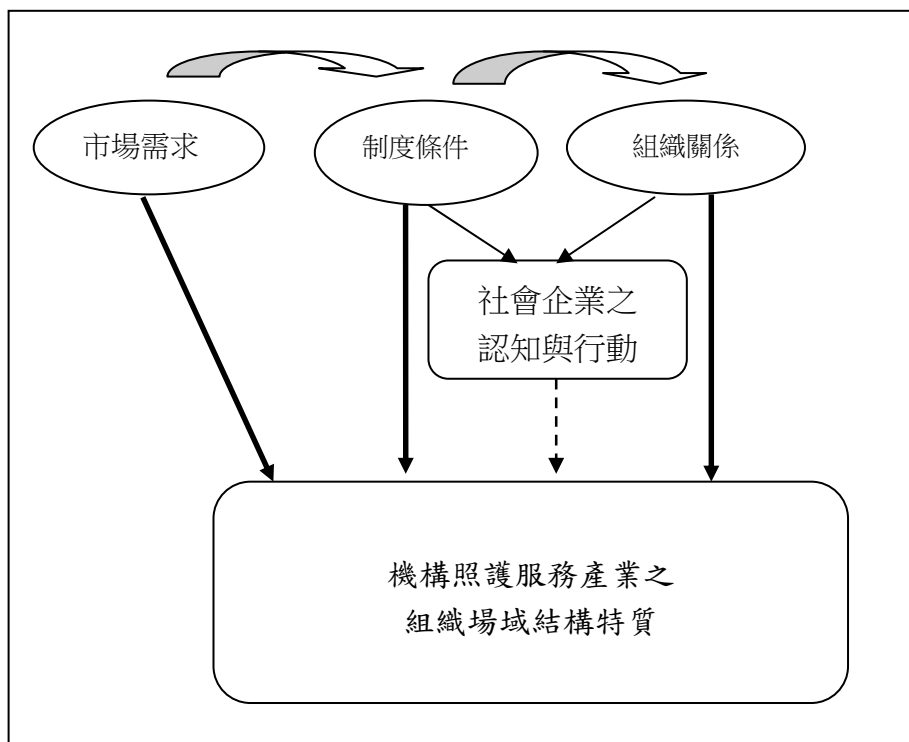 市場需求
制度條件
組織關係
社會企業之
認知與行動
機構照護服務產業之
組織場域結構特質